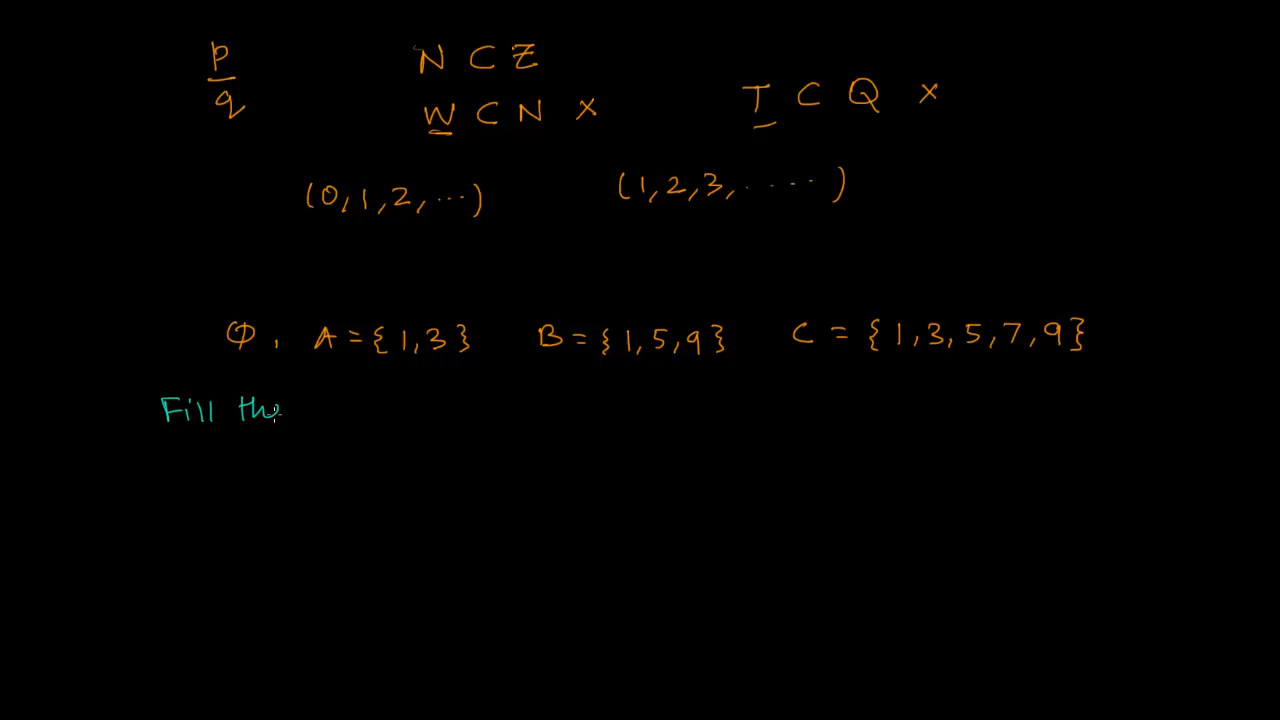 p/q
N ⊂ Z
W ⊂ N ×
T ⊂ Q ×
(0, 1, 2, ...) (1, 2, 3, .....)
Φ, A = {1, 3} B = {1, 5, 9} C = {1, 3, 5, 7, 9}
Fill the